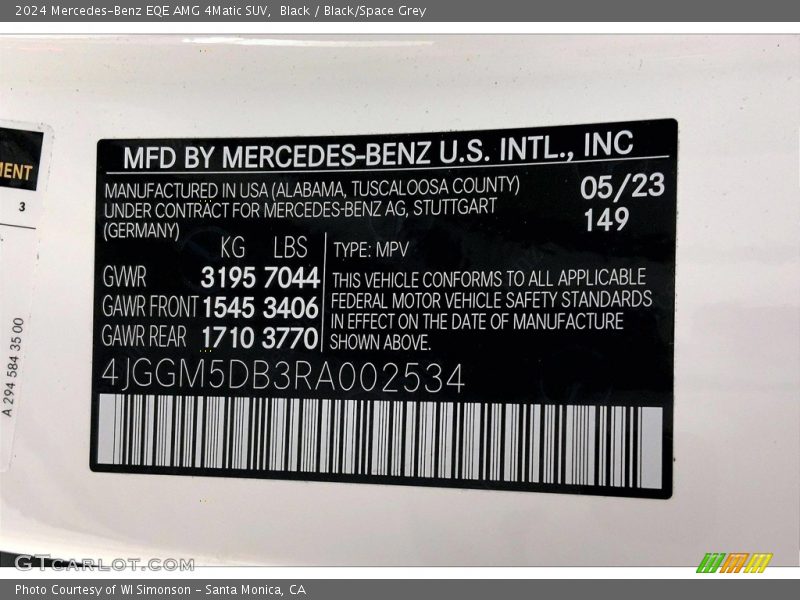 2024 Mercedes-Benz EQE AMG 4Matic SUV,  Black / Black/Space Grey
MENT
3
A 294 584 35 00
MFD BY MERCEDES-BENZ U.S. INTL., INC
MANUFACTURED IN USA (ALABAMA, TUSCALOOSA COUNTY)
UNDER CONTRACT FOR MERCEDES-BENZ AG, STUTTGART
(GERMANY)
05/23
149
KG LBS
GVWR 3195 7044
GAWR FRONT 1545 3406
GAWR REAR 1710 3770
TYPE: MPV
THIS VEHICLE CONFORMS TO ALL APPLICABLE
FEDERAL MOTOR VEHICLE SAFETY STANDARDS
IN EFFECT ON THE DATE OF MANUFACTURE
SHOWN ABOVE.
4JGGM5DB3RA002534
GTCARLOT.COM
Photo Courtesy of WI Simonson - Santa Monica, CA